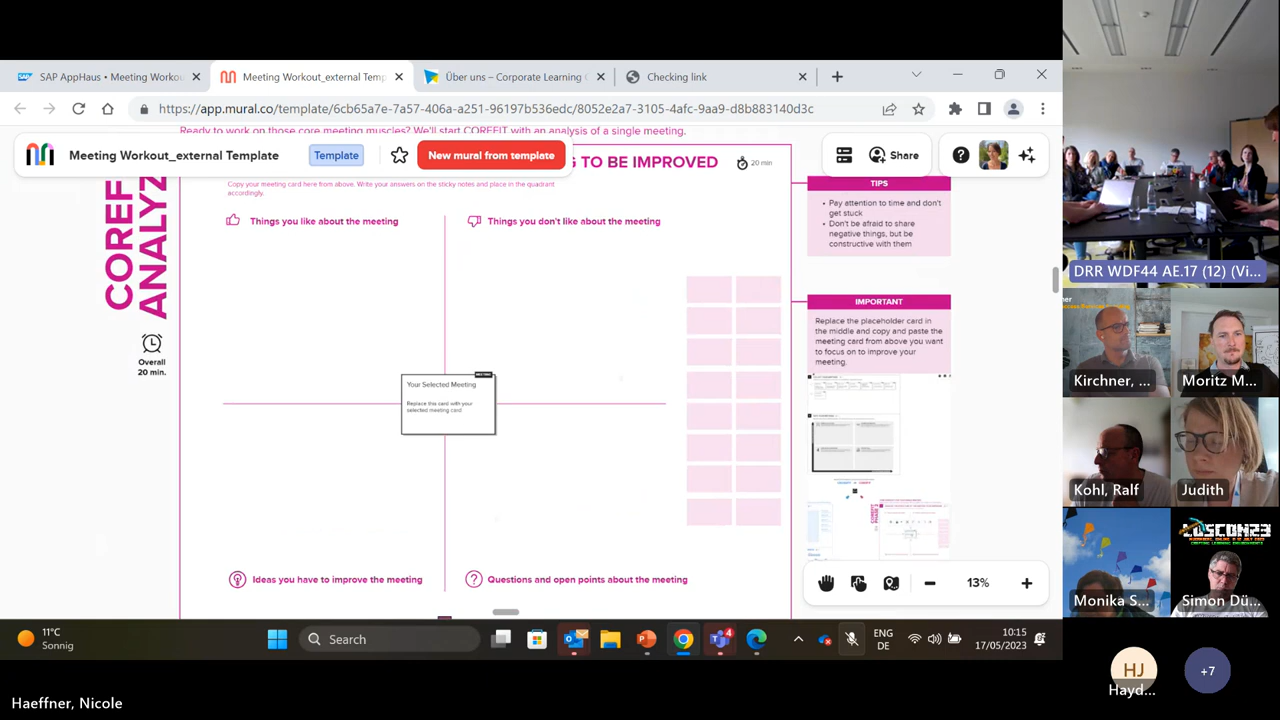 SAP AppHaus • Meeting Workou
Meeting Workout_external Temp
Über uns – Corporate Learning
Checking link
https://app.mural.co/template/6cb65a7e-7a57-406a-a251-96197b536edc/8052e2a7-3105-4afc-9aa9-d8b883140d3c
Ready to work on those core meeting muscles? We'll start COREFIT with an analysis of a single meeting.
Meeting Workout_external Template
Template
New mural from template
TO BE IMPROVED
20 min
Share
COREF
ANALYZ
Overall
20 min.
Copy your meeting card here from above. Write your answers on the sticky notes and place in the quadrant
accordingly.
Things you like about the meeting
Things you don't like about the meeting
MEETING
Your Selected Meeting
Replace this card with your
selected meeting card
Ideas you have to improve the meeting
Questions and open points about the meeting
TIPS
• Pay attention to time and don't
get stuck
• Don't be afraid to share
negative things, but be
constructive with them
IMPORTANT
Replace the placeholder card in
the middle and copy and paste the
meeting card from above you want
to focus on to improve your
meeting.
13%
11°C
Sonnig
Search
4
ENG
DE
10:15
17/05/2023
DRR WDF44 AE.17 (12) (Vi...
Kirchner, ...
Moritz M...
Kohl, Ralf
Judith
Monika S...
LOSCON23
Simon Dü...
HJ
Hayd...
+7
Haeffner, Nicole